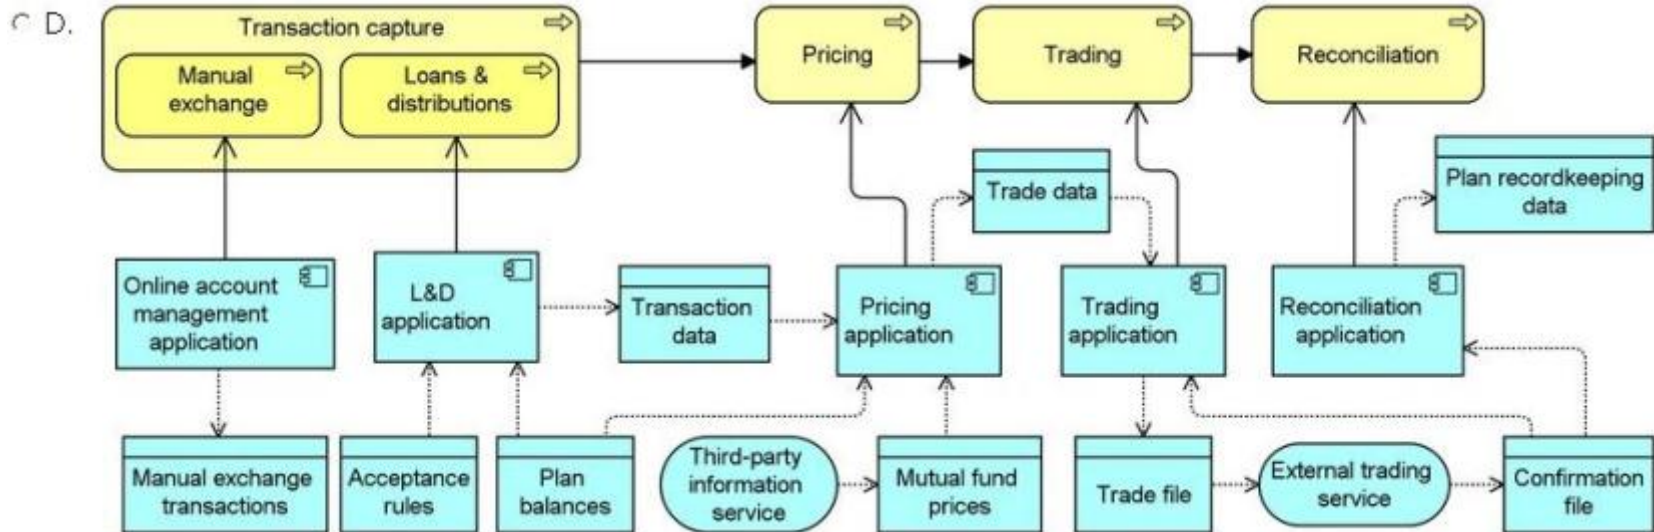 D.
Transaction capture
Manual
exchange
Loans &
distributions
Pricing
Trading
Reconciliation
Trade data
Plan recordkeeping
data
Online account
management
application
L&D
application
Transaction
data
Pricing
application
Trading
application
Reconciliation
application
Manual exchange
transactions
Acceptance
rules
Plan
balances
Third-party
information
service
Mutual fund
prices
Trade file
External trading
service
Confirmation
file